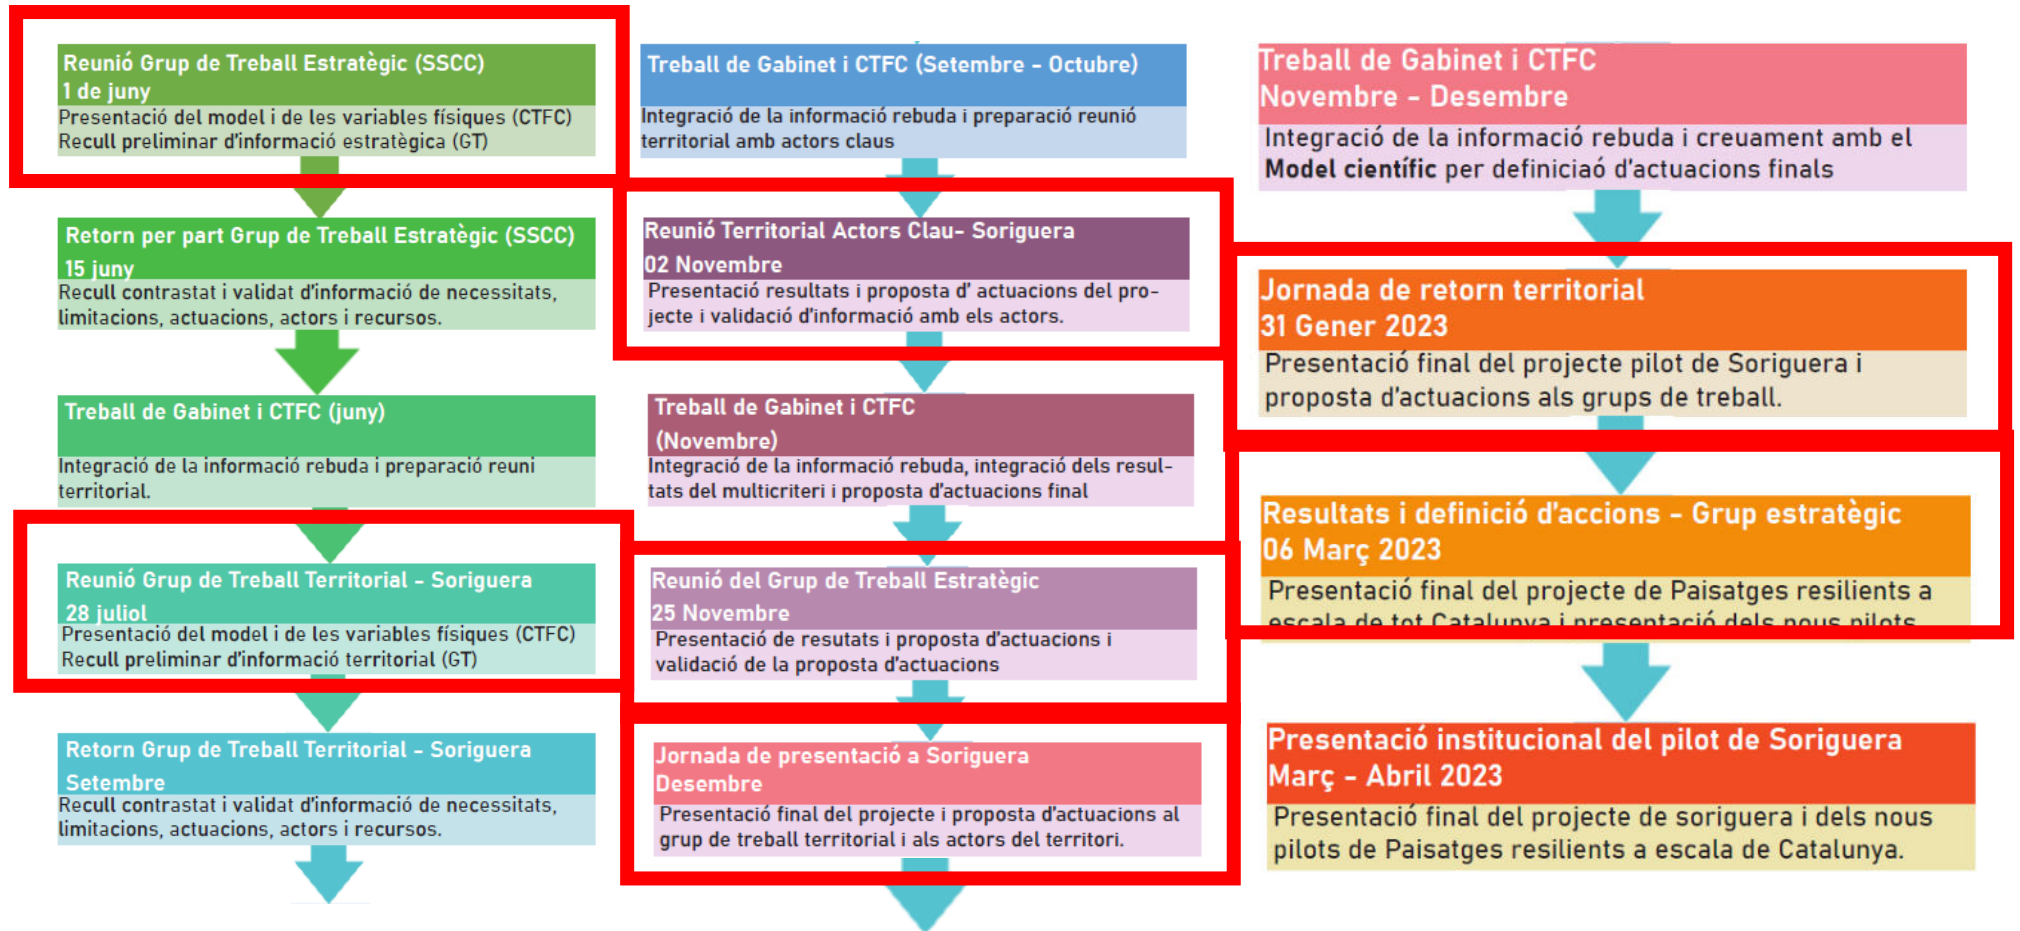 Reunió Grup de Treball Estratègic (SSCC)
1 de juny
Presentació del model i de les variables físiques (CTFC)
Recull preliminar d'informació estratègica (GT)
Retorn per part Grup de Treball Estratègic (SSCC)
15 juny
Recull contrastat i validat d'informació de necessitats,
limitacions, actuacions, actors i recursos.
Treball de Gabinet i CTFC (juny)
Integració de la informació rebuda i preparació reuni
territorial.
Reunió Grup de Treball Territorial - Soriguera
28 juliol
Presentació del model i de les variables físiques (CTFC)
Recull preliminar d'informació territorial (GT)
Retorn Grup de Treball Territorial - Soriguera
Setembre
Recull contrastat i validat d'informació de necessitats,
limitacions, actuacions, actors i recursos.
Treball de Gabinet i CTFC (Setembre - Octubre)
Integració de la informació rebuda i preparació reunió
territorial amb actors claus
Reunió Territorial Actors Clau- Soriguera
02 Novembre
Presentació resultats i proposta d' actuacions del pro-
jecte i validació d'informació amb els actors.
Treball de Gabinet i CTFC
(Novembre)
Integració de la informació rebuda, integració dels resul-
tats del multicriteri i proposta d'actuacions final
Reunió del Grup de Treball Estratègic
25 Novembre
Presentació de resutats i proposta d'actuacions i
validació de la proposta d'actuacions
Jornada de presentació a Soriguera
Desembre
Presentació final del projecte i proposta d'actuacions al
grup de treball territorial i als actors del territori.
Treball de Gabinet i CTFC
Novembre - Desembre
Integració de la informació rebuda i creuament amb el
Model científic per definiciaó d'actuacions finals
Jornada de retorn territorial
31 Gener 2023
Presentació final del projecte pilot de Soriguera i
proposta d'actuacions als grups de treball.
Resultats i definició d'accions - Grup estratègic
06 Març 2023
Presentació final del projecte de Paisatges resilients a
escala de tot Catalunya i presentació dels nous pilots
Presentació institucional del pilot de Soriguera
Març - Abril 2023
Presentació final del projecte de soriguera i dels nous
pilots de Paisatges resilients a escala de Catalunya.